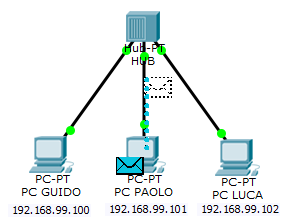 Hub-PT
HUB
PC-PT
PC GUIDO
192.168.99.100
PC-PT
PC PAOLO
192.168.99.101
PC-PT
PC LUCA
192.168.99.102